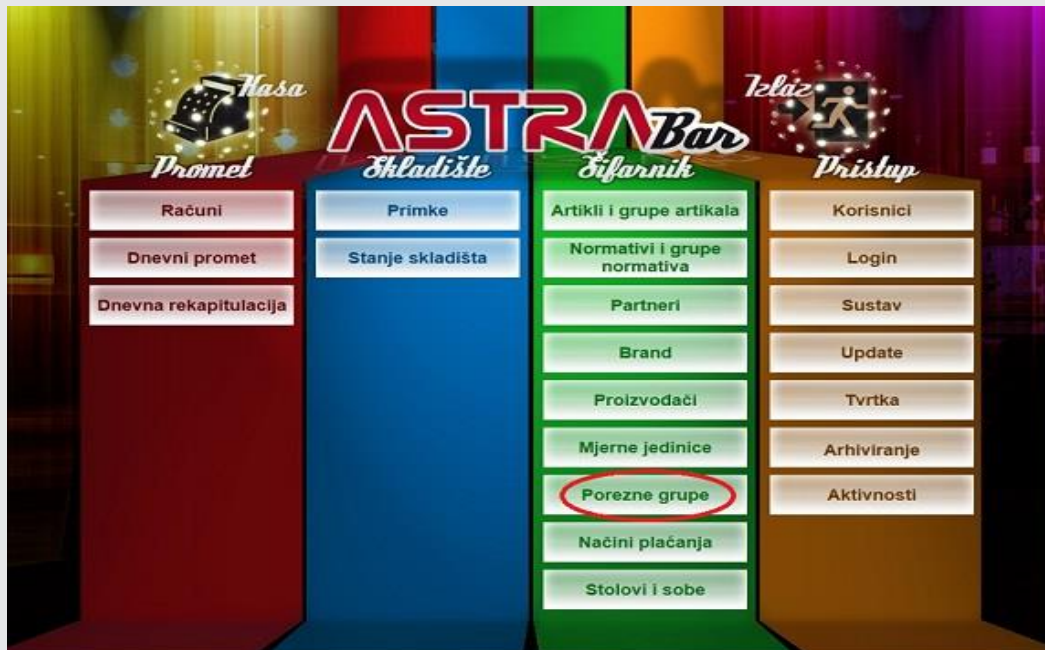 Kasa
Izlaz
ASTRA Bar
Promet
Skladište
Šifarnik
Pristup
Računi
Dnevni promet
Dnevna rekapitulacija
Primke
Stanje skladišta
Artikli i grupe artikala
Normativi i grupe
normativa
Partneri
Brand
Proizvođači
Mjerne jedinice
Porezne grupe
Načini plaćanja
Stolovi i sobe
Korisnici
Login
Sustav
Update
Tvrtka
Arhiviranje
Aktivnosti